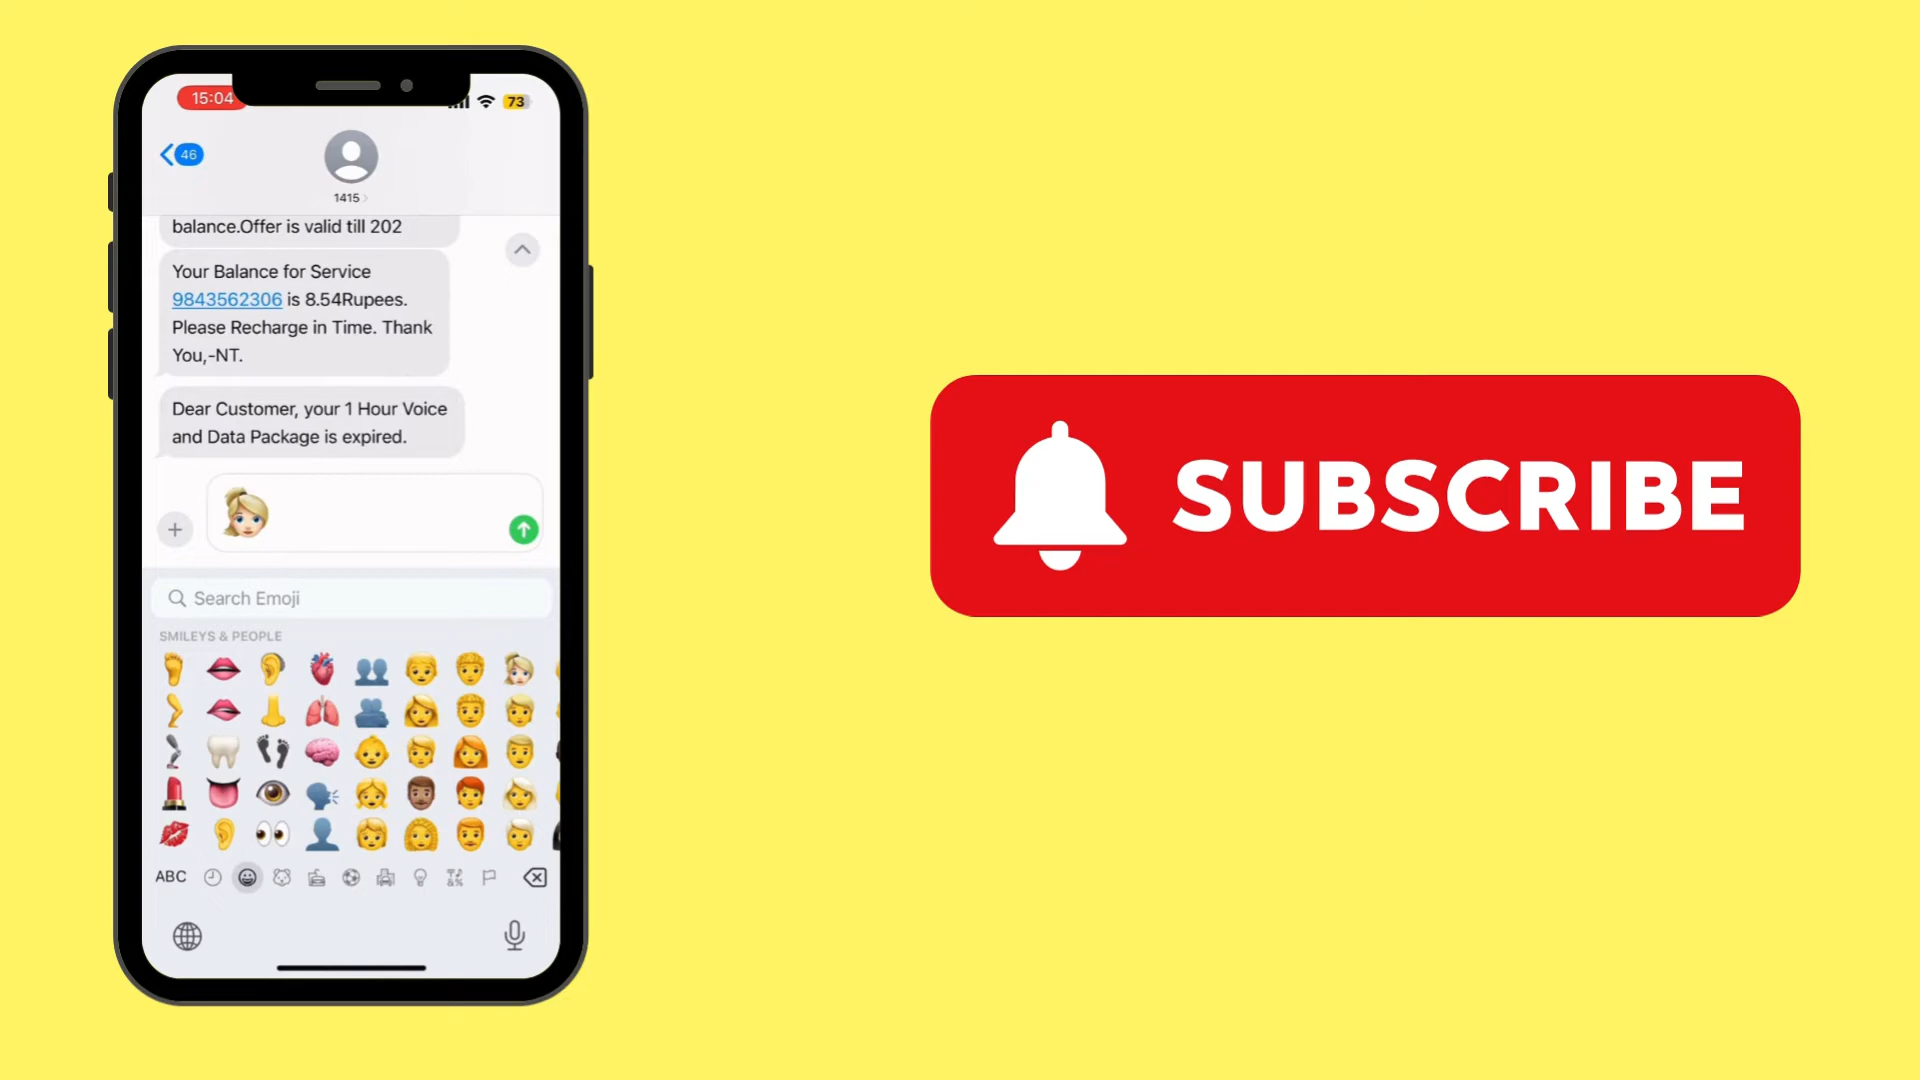 15:04
73
46
1415
balance.Offer is valid till 202
Your Balance for Service
9843562306 is 8.54Rupees.
Please Recharge in Time. Thank
You,-NT.
Dear Customer, your 1 Hour Voice
and Data Package is expired.
Search Emoji
SMILEYS & PEOPLE
ABC
SUBSCRIBE